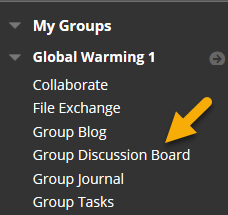 My Groups
Global Warming 1
Collaborate
File Exchange
Group Blog
Group Discussion Board
Group Journal
Group Tasks